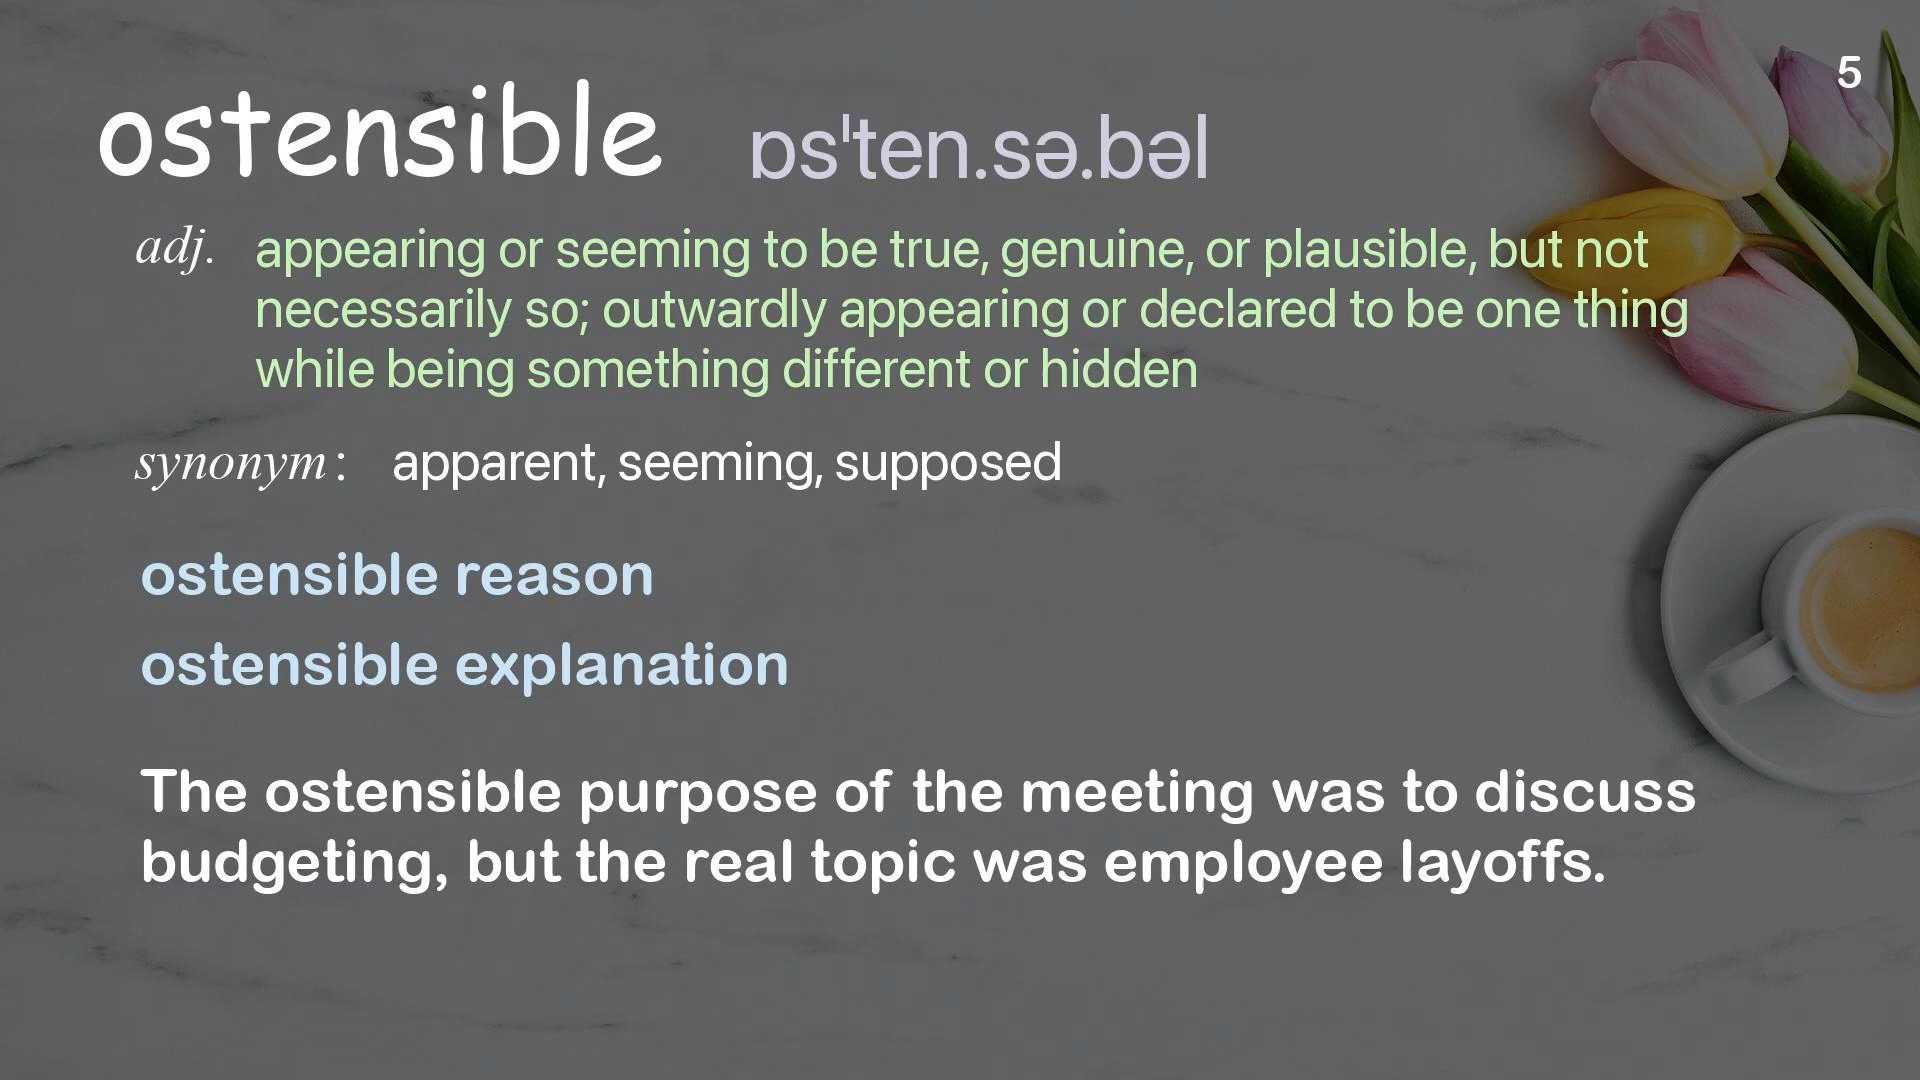 5
ostensible ɒsˈten.sə.bəl
adj. appearing or seeming to be true, genuine, or plausible, but not
necessarily so; outwardly appearing or declared to be one thing
while being something different or hidden
synonym: apparent, seeming, supposed
ostensible reason
ostensible explanation
The ostensible purpose of the meeting was to discuss
budgeting, but the real topic was employee layoffs.